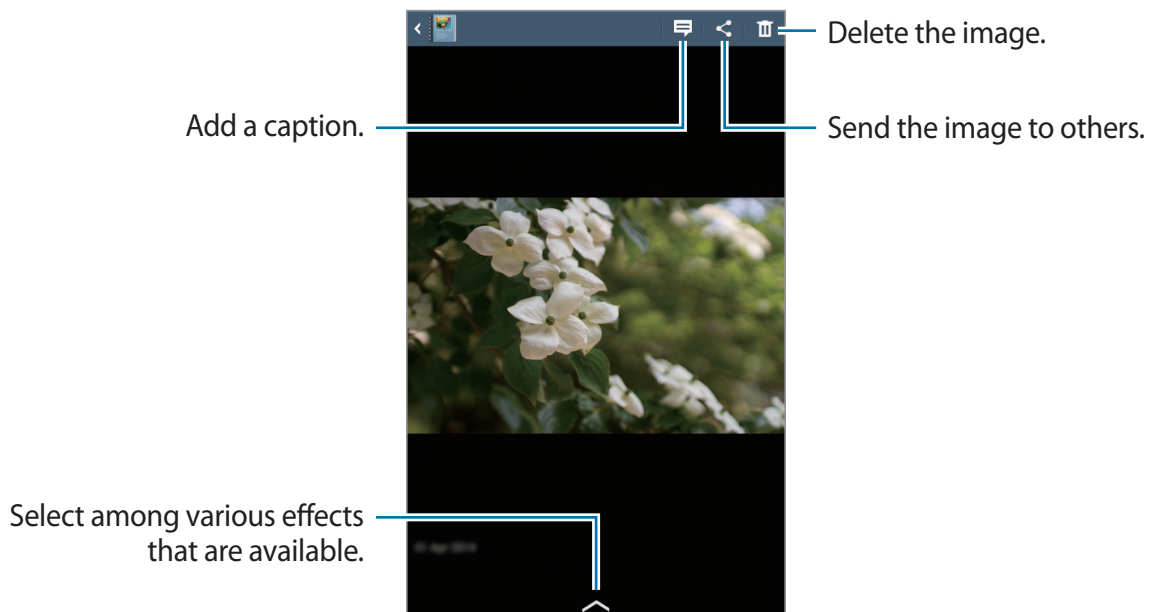 Delete the image.
Add a caption.
Send the image to others.
Select among various effects
that are available.